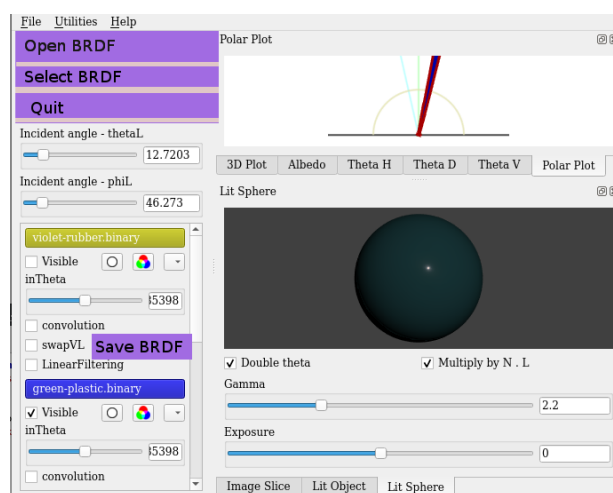 File Utilities Help
Open BRDF
Select BRDF
Quit
Incident angle - thetaL
12.7203
Incident angle - phiL
46.273
violet-rubber.binary
Visible
inTheta
35398
convolution
swapVL
Save BRDF
LinearFiltering
green-plastic.binary
Visible
inTheta
35398
convolution
Polar Plot
3D Plot Albedo Theta H Theta D Theta V Polar Plot
Lit Sphere
Double theta Multiply by N . L
Gamma
2.2
Exposure
0
Image Slice Lit Object Lit Sphere